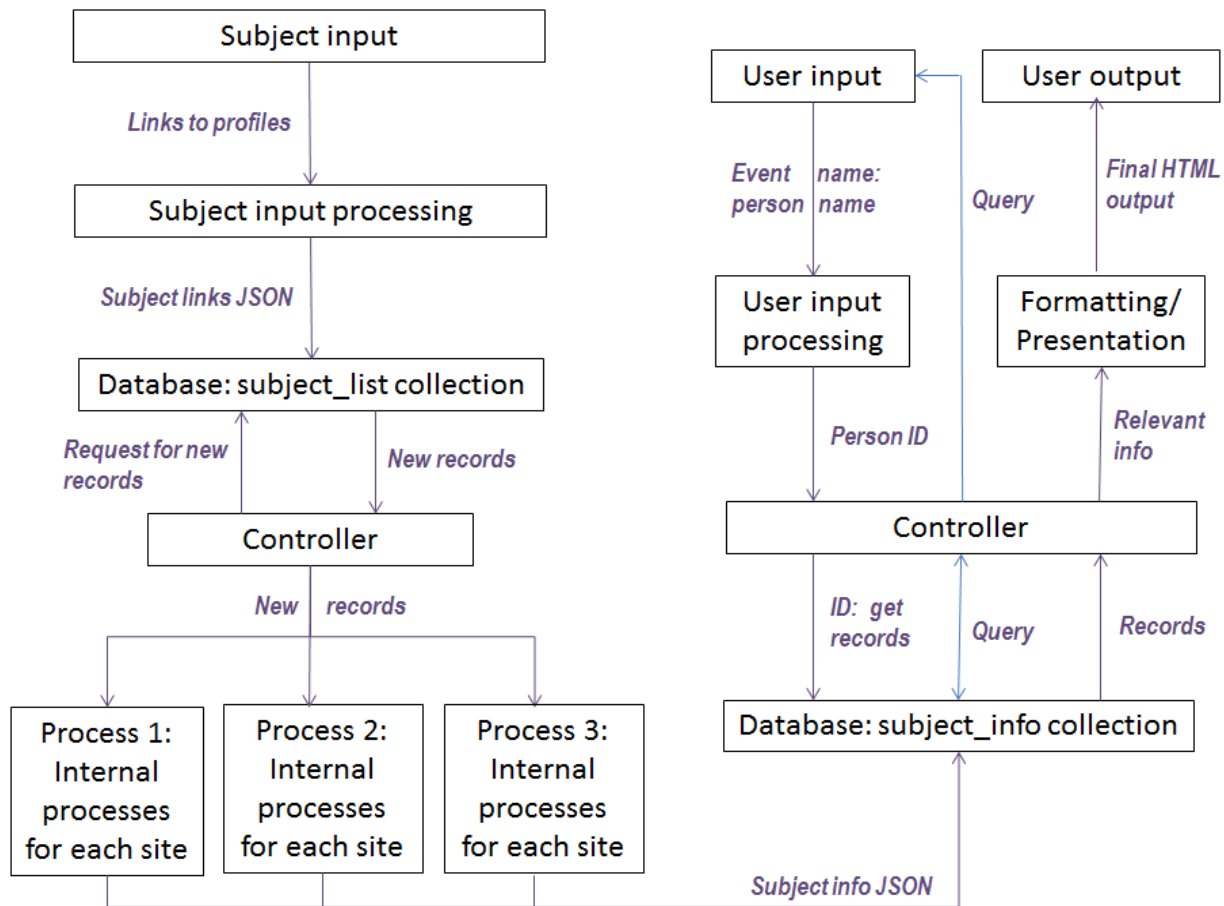 Subject input
Links to profiles
Subject input processing
Subject links JSON
Database: subject_list collection
Request for new
records
New records
Controller
New records
Process 1:
Internal
processes
for each site
Process 2:
Internal
processes
for each site
Process 3:
Internal
processes
for each site
Subject info JSON
User input
User output
Event name:
person name
Query
Final HTML
output
User input
processing
Formatting/
Presentation
Person ID
Relevant
info
Controller
ID: get
records
Query
Records
Database: subject_info collection